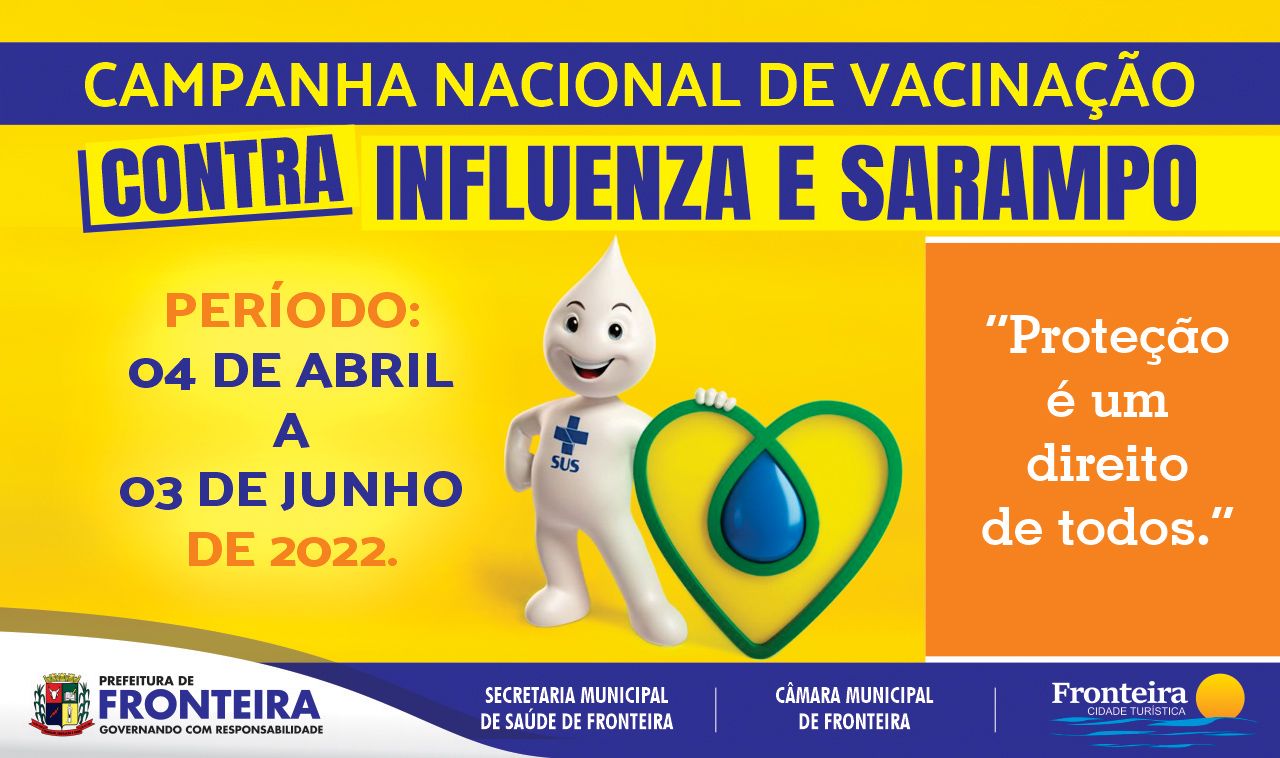 CAMPANHA NACIONAL DE VACINAÇÃO
CONTRA INFLUENZA E SARAMPO
PERÍODO:
04 DE ABRIL
A
03 DE JUNHO
DE 2022.
SUS
“Proteção
é um
direito
de todos.”
PREFEITURA DE
FRONTEIRA
GOVERNANDO COM RESPONSABILIDADE
SECRETARIA MUNICIPAL
DE SAÚDE DE FRONTEIRA
CÂMARA MUNICIPAL
DE FRONTEIRA
Fronteira
CIDADE TURÍSTICA